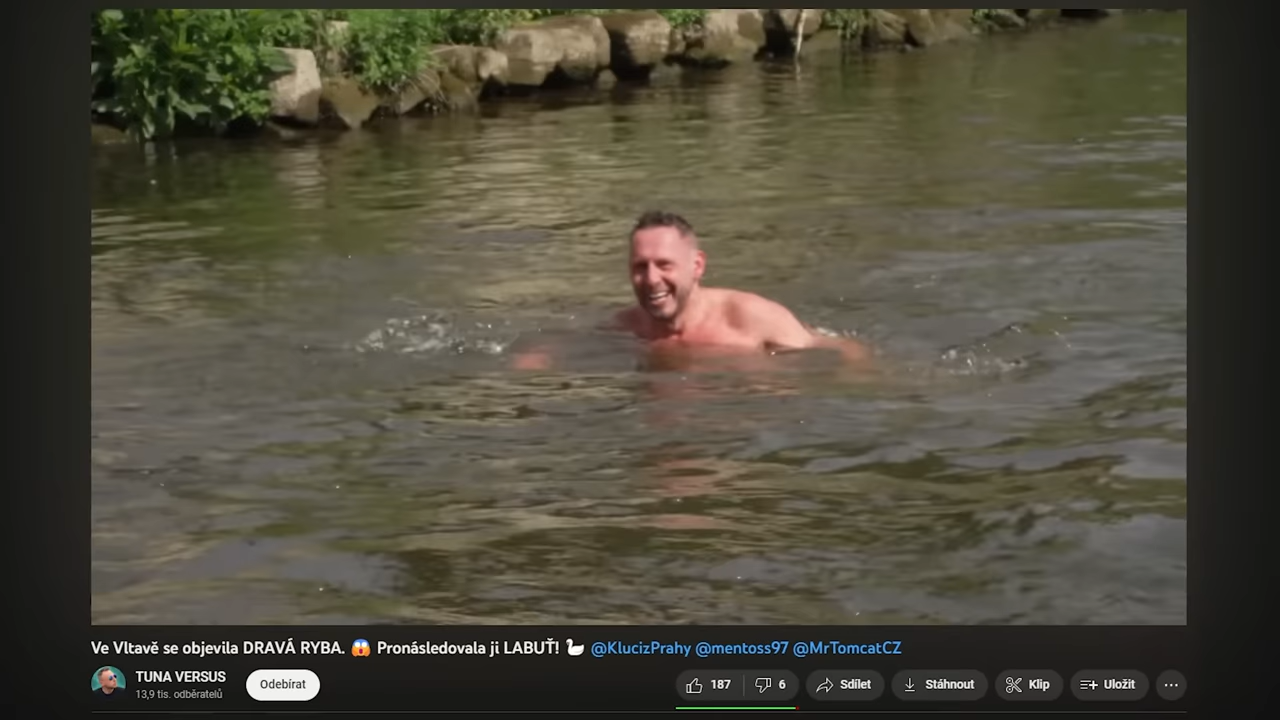 Ve Vltavě se objevila DRAVÁ RYBA. 😱 Pronásledovala ji LABUŤ! 🦢 @KlucizPrahy @mentoss97 @MrTomcatCZ
TUNA VERSUS
13,9 tis. odběratelů
Odebírat
187
6
Sdílet
Stáhnout
Klip
Uložit